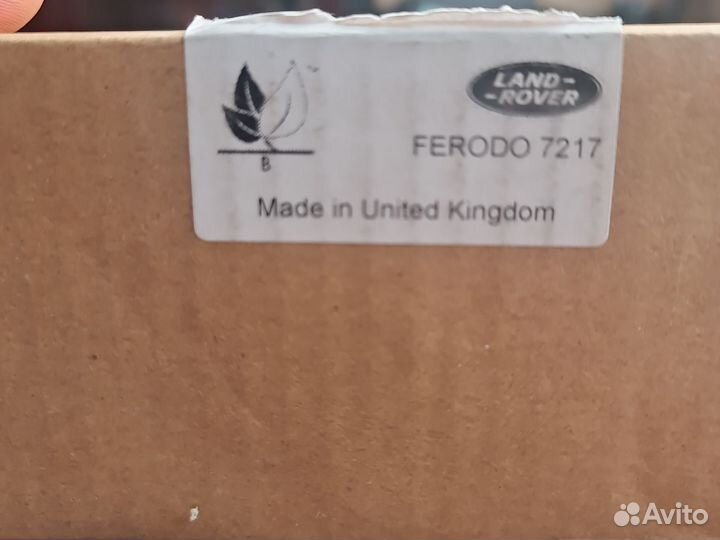 LAND-
-ROVER
FERODO 7217
B
Made in United Kingdom
Avito